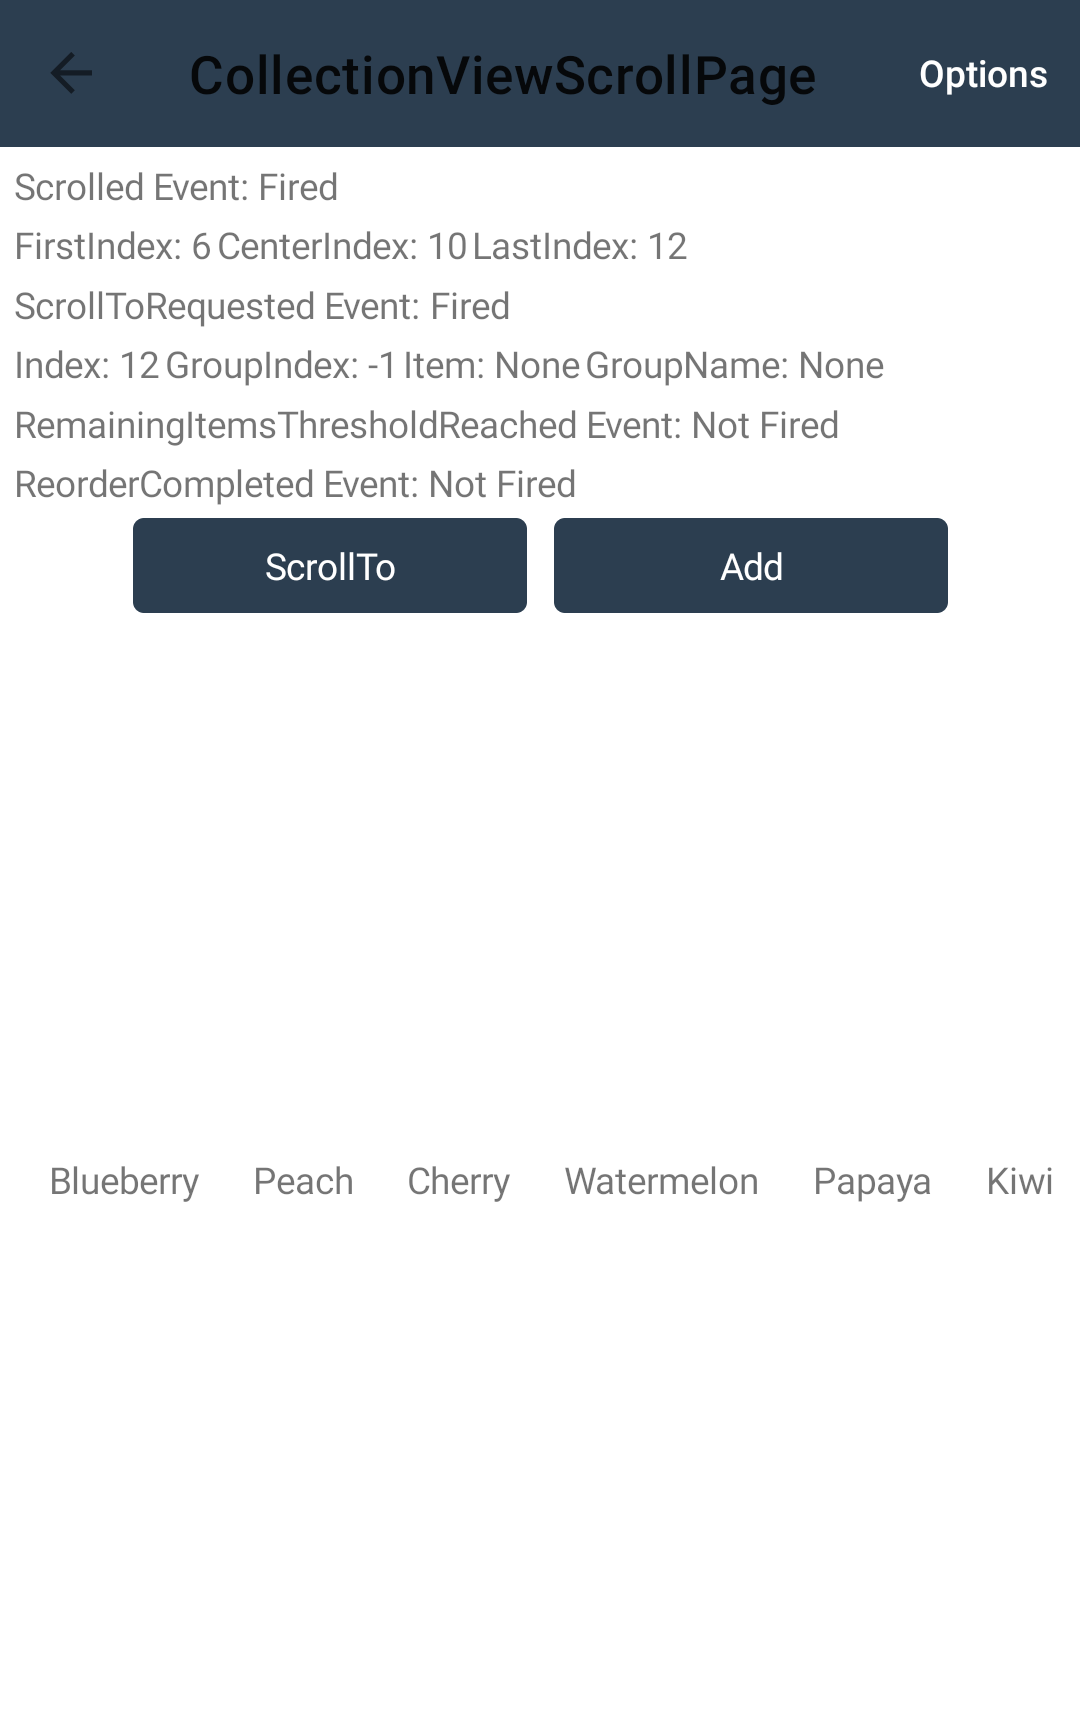 CollectionViewScrollPage Options
Scrolled Event: Fired
FirstIndex: 6 CenterIndex: 10 LastIndex: 12
ScrollToRequested Event: Fired
Index: 12 GroupIndex: -1 Item: None GroupName: None
RemainingItemsThresholdReached Event: Not Fired
ReorderCompleted Event: Not Fired
ScrollTo Add
Blueberry Peach Cherry Watermelon Papaya Kiwi